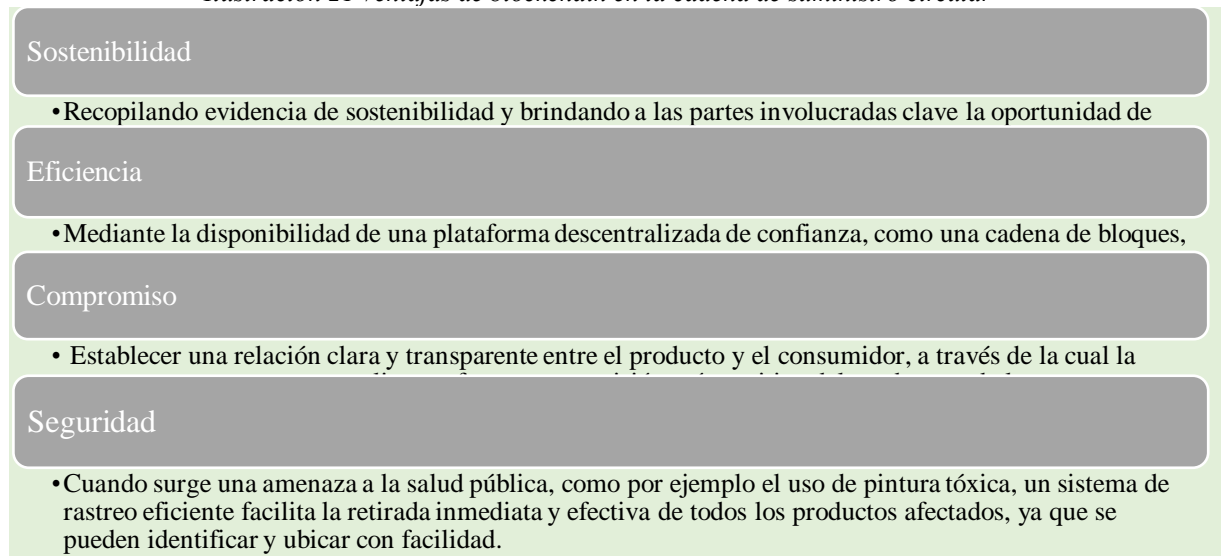 Sostenibilidad
•Recopilando evidencia de sostenibilidad y brindando a las partes involucradas clave la oportunidad de
Eficiencia
•Mediante la disponibilidad de una plataforma descentralizada de confianza, como una cadena de bloques,
Compromiso
• Establecer una relación clara y transparente entre el producto y el consumidor, a través de la cual la
Seguridad
•Cuando surge una amenaza a la salud pública, como por ejemplo el uso de pintura tóxica, un sistema de
rastreo eficiente facilita la retirada inmediata y efectiva de todos los productos afectados, ya que se
pueden identificar y ubicar con facilidad.